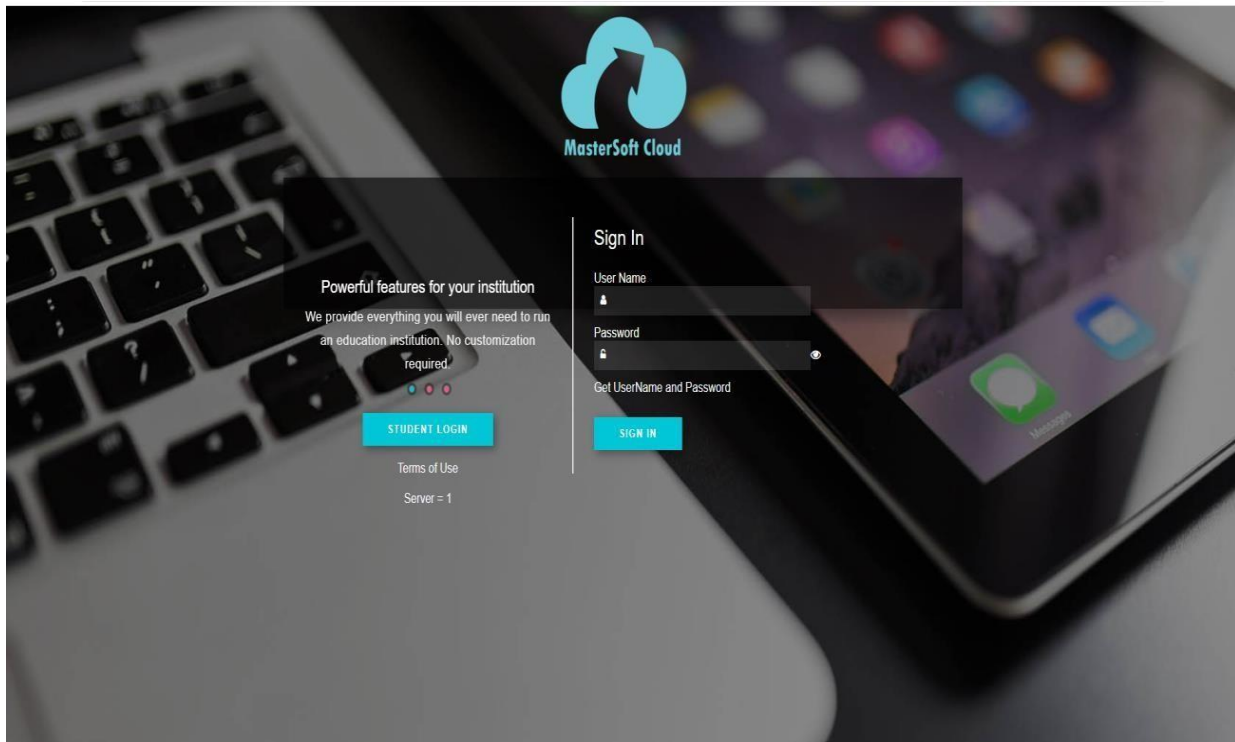 MasterSoft Cloud
Powerful features for your institution
We provide everything you will ever need to run
an education institution. No customization
required.
STUDENT LOGIN
Terms of Use
Server = 1
Sign In
User Name
Password
Get UserName and Password
SIGN IN
Messages